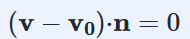 (v − v₀)·n = 0